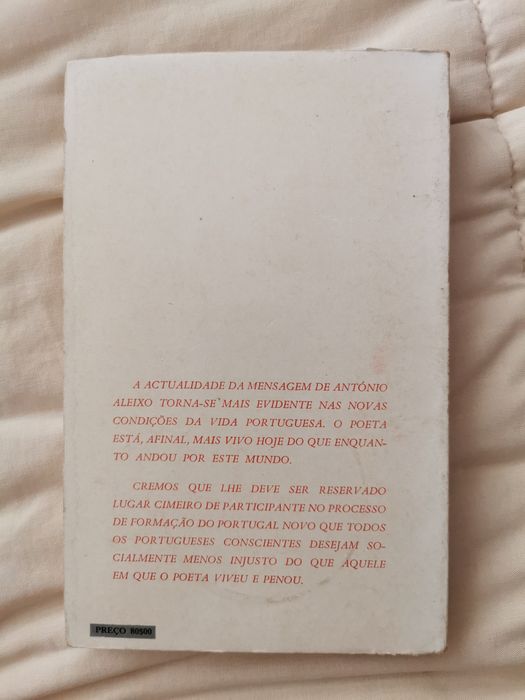 A ACTUALIDADE DA MENSAGEM DE ANTÓNIO
ALEIXO TORNA-SE MAIS EVIDENTE NAS NOVAS
CONDIÇÕES DA VIDA PORTUGUESA. O POETA
ESTÁ, AFINAL, MAIS VIVO HOJE DO QUE ENQUAN-
TO ANDOU POR ESTE MUNDO.
CREMOS QUE LHE DEVE SER RESERVADO
LUGAR CIMEIRO DE PARTICIPANTE NO PROCESSO
DE FORMAÇÃO DO PORTUGAL NOVO QUE TODOS
OS PORTUGUESES CONSCIENTES DESEJAM SO-
CIALMENTE MENOS INJUSTO DO QUE AQUELE
EM QUE O POETA VIVEU E PENOU.
PREÇO 80$00